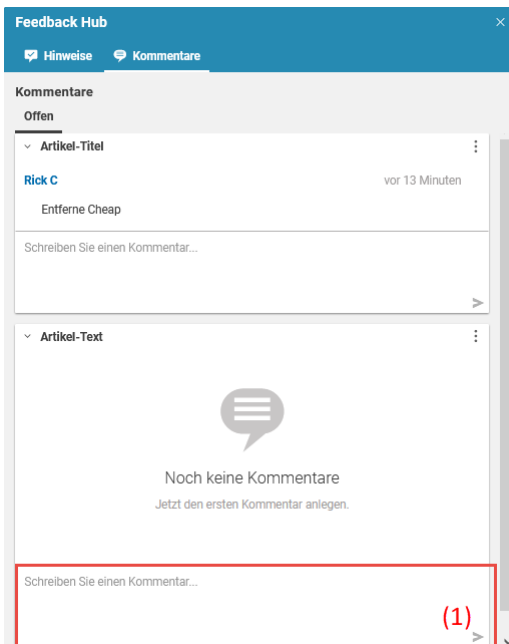 Feedback Hub
Hinweise Kommentare
Kommentare
Offen
Artikel-Titel
Rick C vor 13 Minuten
Entferne Cheap
Schreiben Sie einen Kommentar...
Artikel-Text
Noch keine Kommentare
Jetzt den ersten Kommentar anlegen.
Schreiben Sie einen Kommentar...
(1)